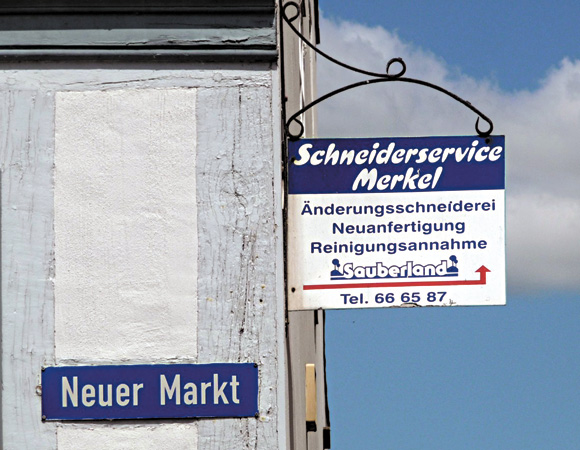 Schneiderservice
Merkel
Änderungsschneiderei
Neuanfertigung
Reinigungsannahme
Sauberland
Tel. 66 65 87
Neuer Markt